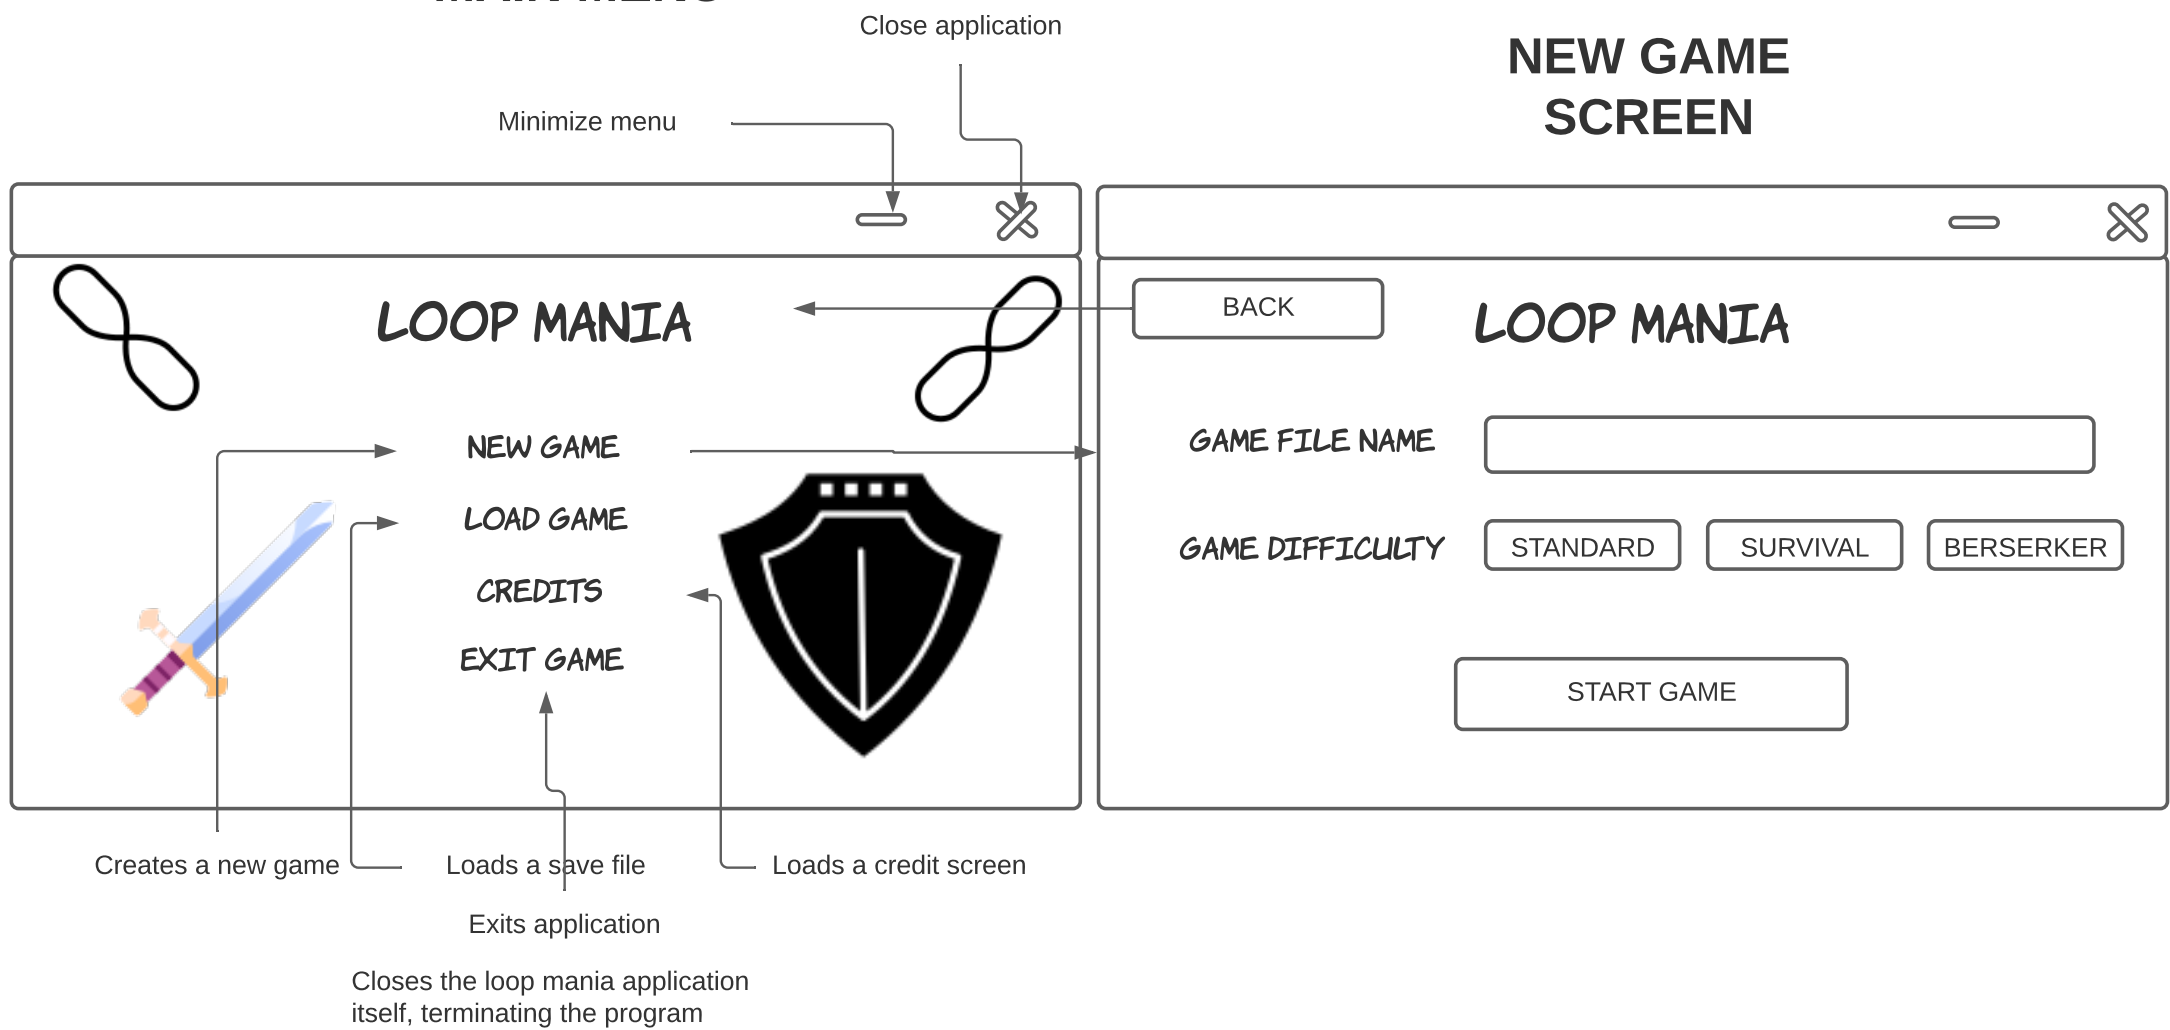 Close application
NEW GAME
SCREEN
Minimize menu
LOOP MANIA
BACK
LOOP MANIA
NEW GAME
GAME FILE NAME
LOAD GAME
GAME DIFFICULTY
STANDARD
SURVIVAL
BERSERKER
CREDITS
EXIT GAME
START GAME
Creates a new game
Loads a save file
Loads a credit screen
Exits application
Closes the loop mania application
itself, terminating the program